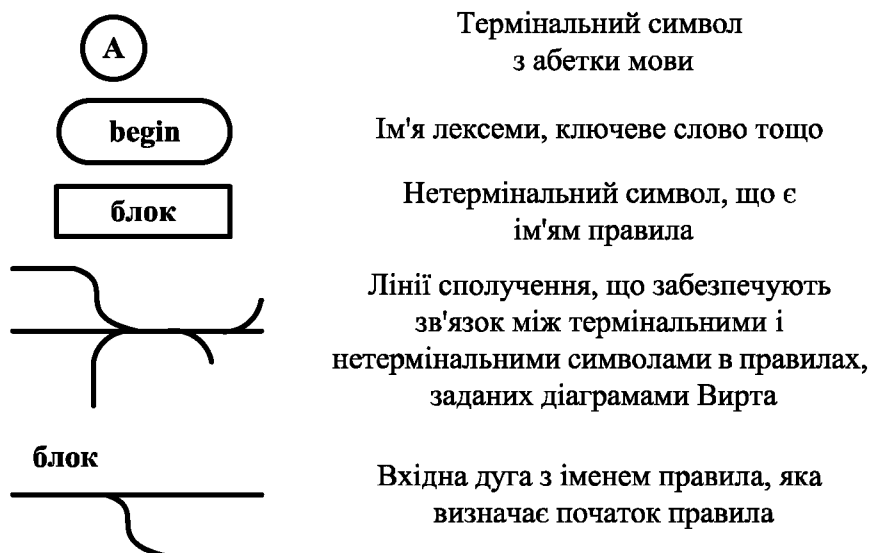 A
Термінальний символ
з абетки мови
begin
Ім'я лексеми, ключеве слово тощо
блок
Нетермінальний символ, що є
ім'ям правила
Лінії сполучення, що забезпечують
зв'язок між термінальними і
нетермінальними символами в правилах,
заданих діаграмами Вирта
блок
Вхідна дуга з іменем правила, яка
визначає початок правила